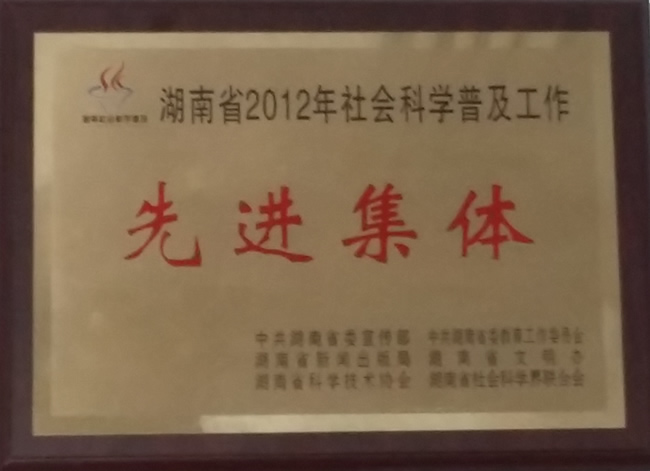 湖南省2012年社会科学普及工作
先进集体
中共湖南省委宣传部 中共湖南省委教育工作委员会
湖南省新闻出版局 湖南省文明办
湖南省科学技术协会 湖南省社会科学界联合会